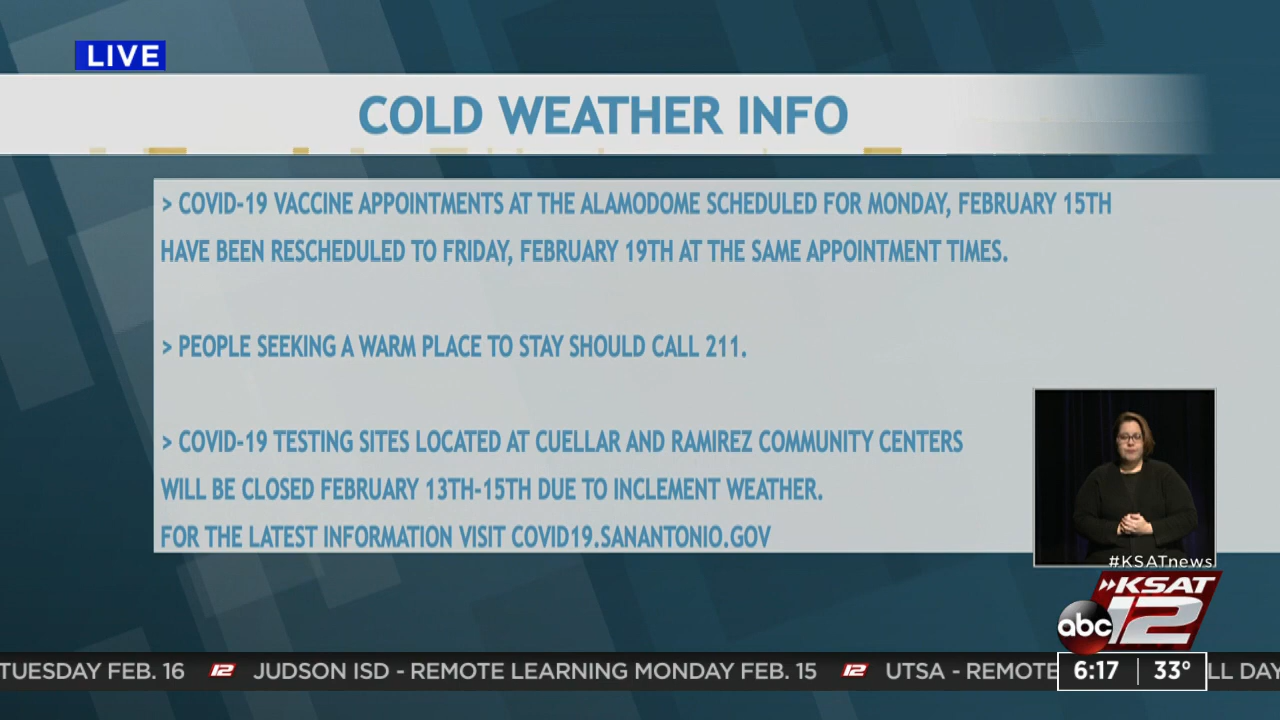 LIVE
COLD WEATHER INFO
> COVID-19 VACCINE APPOINTMENTS AT THE ALAMODOME SCHEDULED FOR MONDAY, FEBRUARY 15TH
HAVE BEEN RESCHEDULED TO FRIDAY, FEBRUARY 19TH AT THE SAME APPOINTMENT TIMES.
> PEOPLE SEEKING A WARM PLACE TO STAY SHOULD CALL 211.
> COVID-19 TESTING SITES LOCATED AT CUELLAR AND RAMIREZ COMMUNITY CENTERS
WILL BE CLOSED FEBRUARY 13TH-15TH DUE TO INCLEMENT WEATHER.
FOR THE LATEST INFORMATION VISIT COVID19.SANANTONIO.GOV
#KSATnews
KSAT
abc 12
TUESDAY FEB. 16 12 JUDSON ISD - REMOTE LEARNING MONDAY FEB. 15 12 UTSA - REMOTE 6:17 33° LL DAY